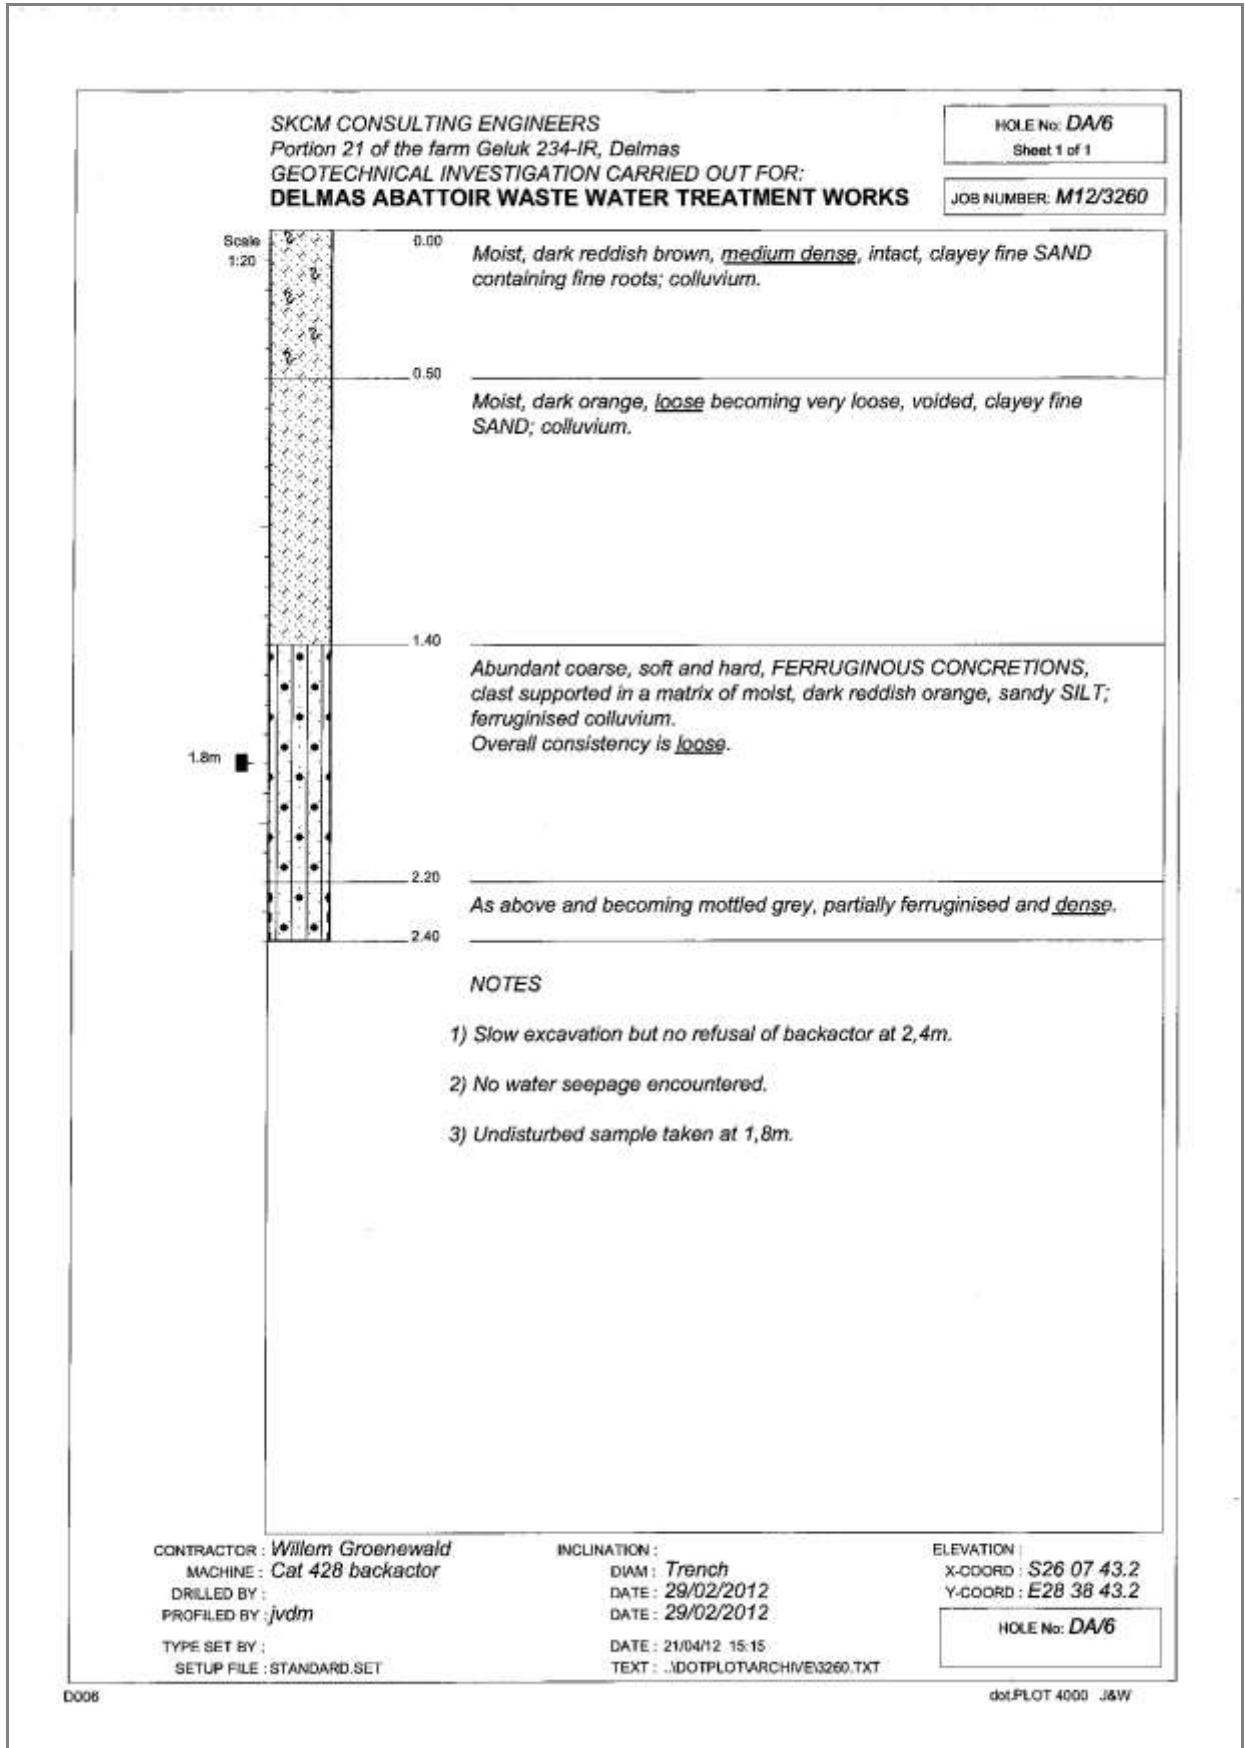 SKCM CONSULTING ENGINEERS
Portion 21 of the farm Geluk 234-IR, Delmas
GEOTECHNICAL INVESTIGATION CARRIED OUT FOR:
DELMAS ABATTOIR WASTE WATER TREATMENT WORKS
HOLE No: DA/6
Sheet 1 of 1
JOB NUMBER: M12/3260
Scale
1:20
0.00
Moist, dark reddish brown, medium dense, intact, clayey fine SAND
containing fine roots; colluvium.
0.50
Moist, dark orange, loose becoming very loose, voided, clayey fine
SAND; colluvium.
1.40
Abundant coarse, soft and hard, FERRUGINOUS CONCRETIONS,
clast supported in a matrix of moist, dark reddish orange, sandy SILT;
ferruginised colluvium.
Overall consistency is loose.
1.8m
2.20
As above and becoming mottled grey, partially ferruginised and dense.
2.40
NOTES
1) Slow excavation but no refusal of backactor at 2,4m.
2) No water seepage encountered.
3) Undisturbed sample taken at 1,8m.
CONTRACTOR : Willem Groenewald
MACHINE : Cat 428 backactor
DRILLED BY :
PROFILED BY : jvdm
TYPE SET BY :
SETUP FILE : STANDARD.SET
INCLINATION :
DIAM : Trench
DATE : 29/02/2012
DATE : 29/02/2012
DATE : 21/04/12 15:15
TEXT : ..\DOTPLOT\ARCHIVE\3260.TXT
ELEVATION :
X-COORD : S26 07 43.2
Y-COORD : E28 38 43.2
HOLE No: DA/6
D006
dot.PLOT 4000 J&W